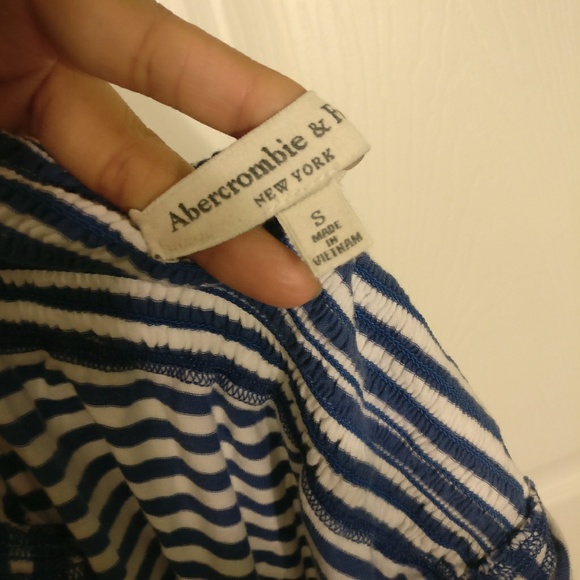 Abercrombie & F
NEW YORK
S
MADE
IN
VIETNAM